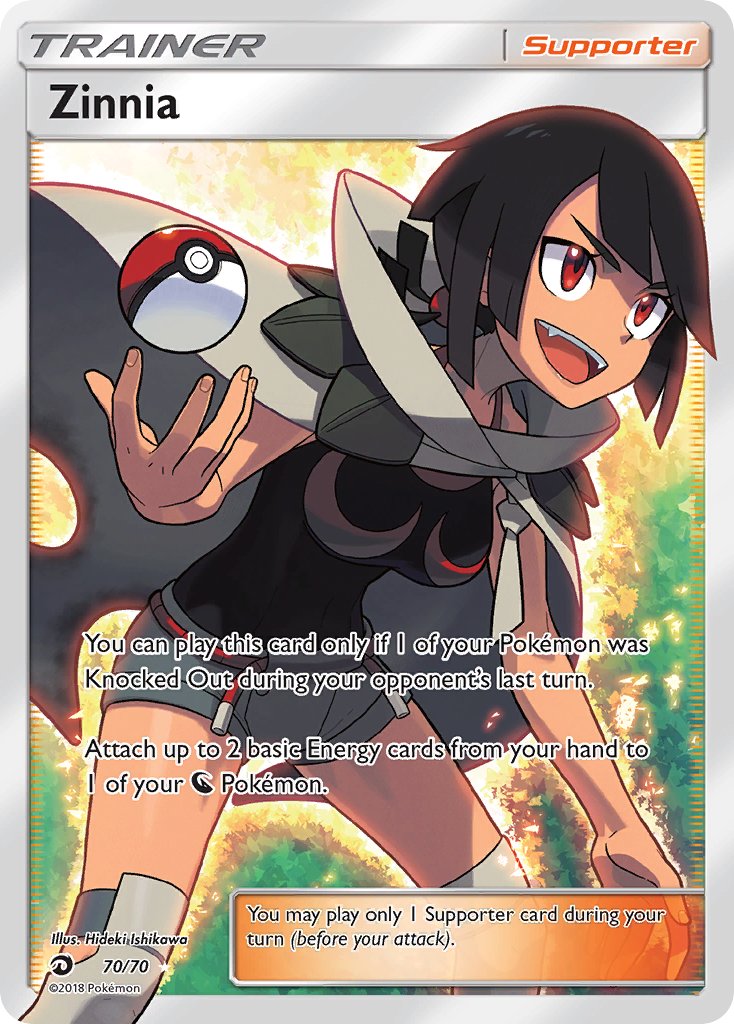 TRAINER
Supporter
Zinnia
You can play this card only if 1 of your Pokémon was
Knocked Out during your opponent's last turn.
Attach up to 2 basic Energy cards from your hand to
1 of your Pokémon.
You may play only 1 Supporter card during your
turn (before your attack).
Illus. Hideki Ishikawa
70/70
©2018 Pokémon